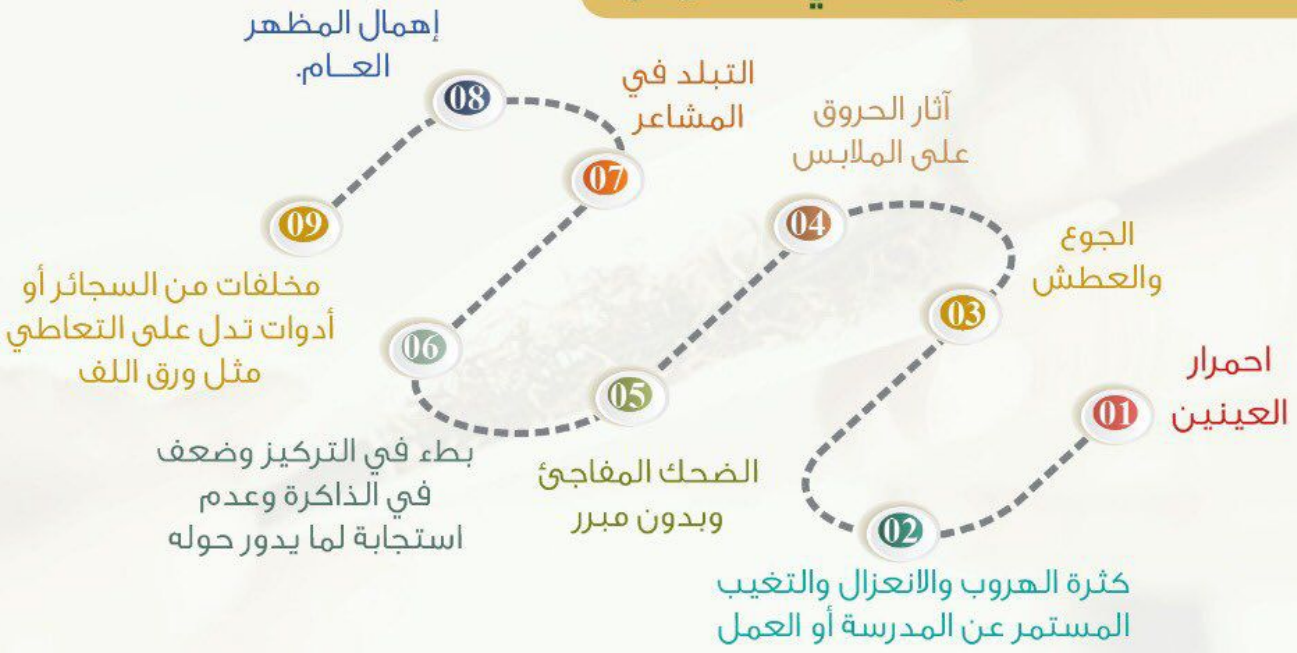 01
احمرار
العينين
02
كثرة الهروب والانعزال والتغيب
المستمر عن المدرسة أو العمل
03
الجوع
والعطش
04
آثار الحروق
على الملابس
05
الضحك المفاجئ
وبدون مبرر
06
بطء في التركيز وضعف
في الذاكرة وعدم
استجابة لما يدور حوله
07
التبلد في
المشاعر
08
إهمال المظهر
العــام.
09
مخلفات من السجائر أو
أدوات تدل على التعاطي
مثل ورق اللف